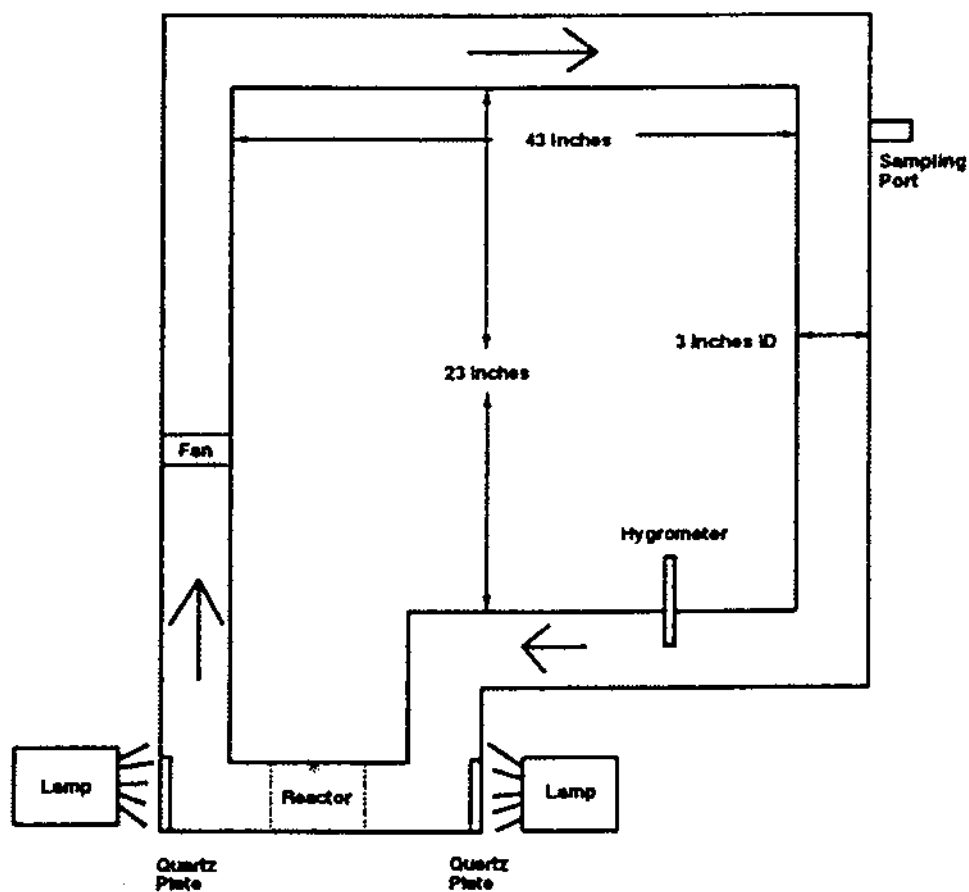 43 Inches
Sampling
Port
3 Inches ID
23 Inches
Fan
Hygrometer
Lamp
Reactor
Lamp
Quartz
Plate
Quartz
Plate